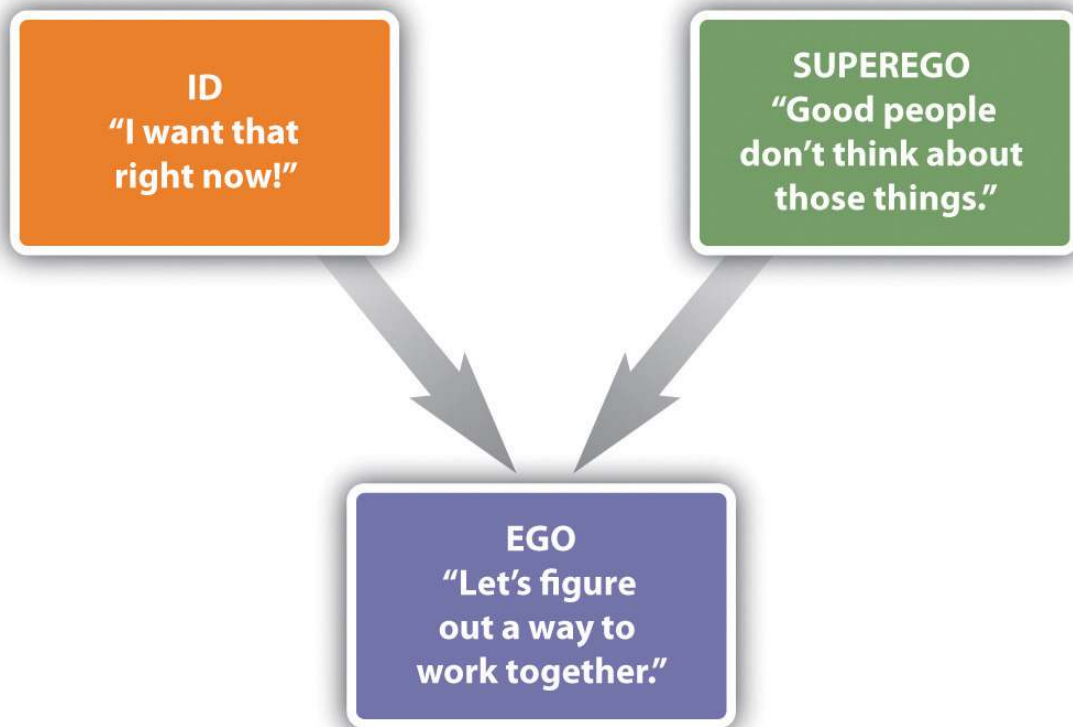 ID
“I want that
right now!”
SUPEREGO
“Good people
don’t think about
those things.”
EGO
“Let’s figure
out a way to
work together.”